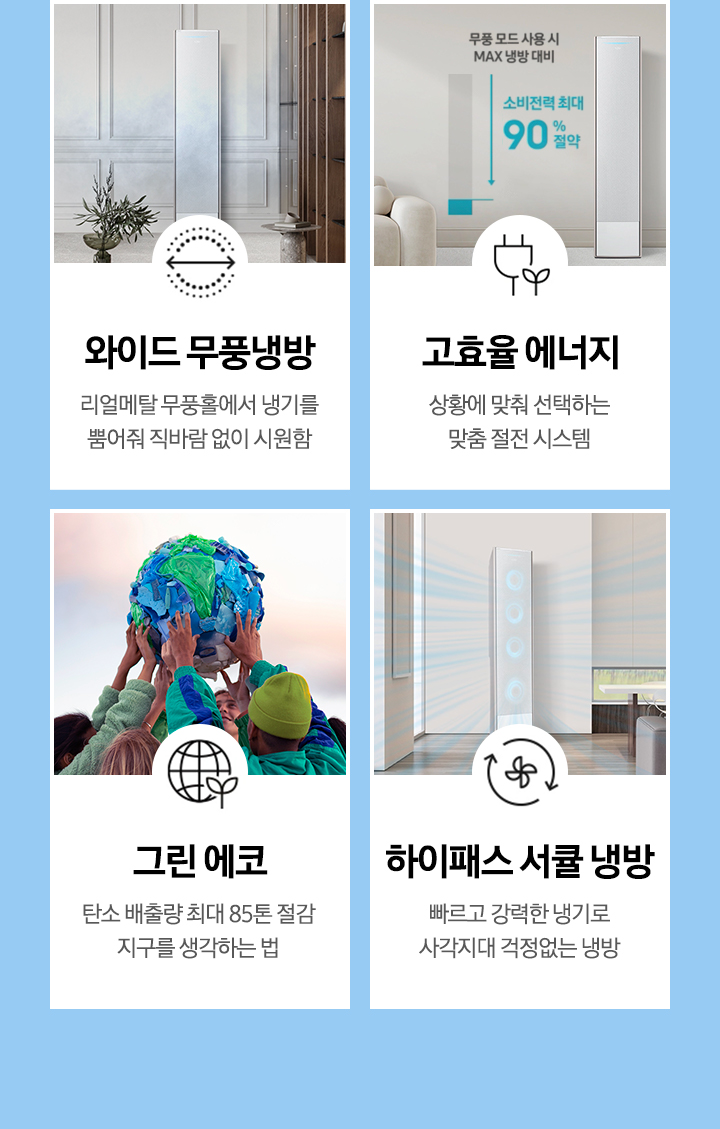 무풍 모드 사용 시
MAX 냉방 대비
소비전력 최대
90% 절약
와이드 무풍냉방
리얼메탈 무풍홀에서 냉기를
뿜어줘 직바람 없이 시원함
고효율 에너지
상황에 맞춰 선택하는
맞춤 절전 시스템
그린 에코
탄소 배출량 최대 85톤 절감
지구를 생각하는 법
하이패스 서큘 냉방
빠르고 강력한 냉기로
사각지대 걱정없는 냉방